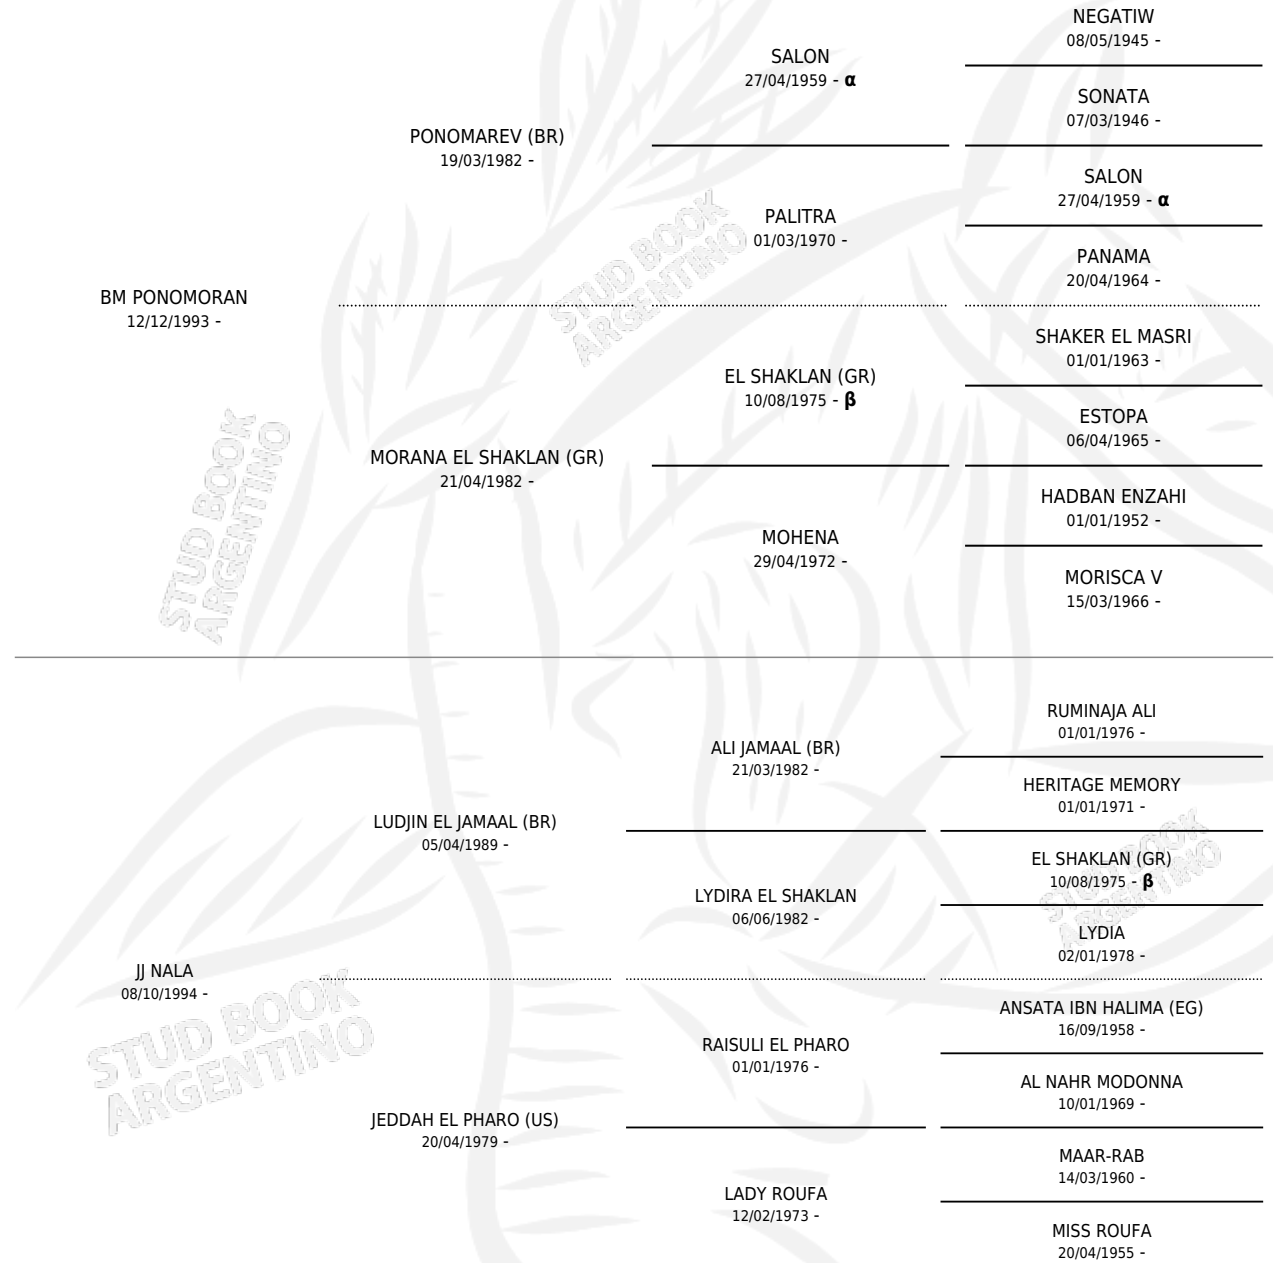 NEGATIW
08/05/1945 -
SALON
27/04/1959 - α
SONATA
07/03/1946 -
PONOMAREV (BR)
19/03/1982 -
SALON
27/04/1959 - α
PALITRA
01/03/1970 -
PANAMA
20/04/1964 -
BM PONOMORAN
12/12/1993 -
SHAKER EL MASRI
01/01/1963 -
EL SHAKLAN (GR)
10/08/1975 - β
ESTOPA
06/04/1965 -
MORANA EL SHAKLAN (GR)
21/04/1982 -
HADBAN ENZAHI
01/01/1952 -
MOHENA
29/04/1972 -
MORISCA V
15/03/1966 -
RUMINAJA ALI
01/01/1976 -
ALI JAMAAL (BR)
21/03/1982 -
HERITAGE MEMORY
01/01/1971 -
LUDJIN EL JAMAAL (BR)
05/04/1989 -
EL SHAKLAN (GR)
10/08/1975 - β
LYDIRA EL SHAKLAN
06/06/1982 -
LYDIA
02/01/1978 -
JJ NALA
08/10/1994 -
ANSATA IBN HALIMA (EG)
16/09/1958 -
RAISULI EL PHARO
01/01/1976 -
AL NAHR MODONNA
10/01/1969 -
JEDDAH EL PHARO (US)
20/04/1979 -
MAAR-RAB
14/03/1960 -
LADY ROUFA
12/02/1973 -
MISS ROUFA
20/04/1955 -
STUD BOOK
ARGENTINO
STUD BOOK
ARGENTINO
STUD BOOK
ARGENTINO
STUD BOOK
ARGENTINO